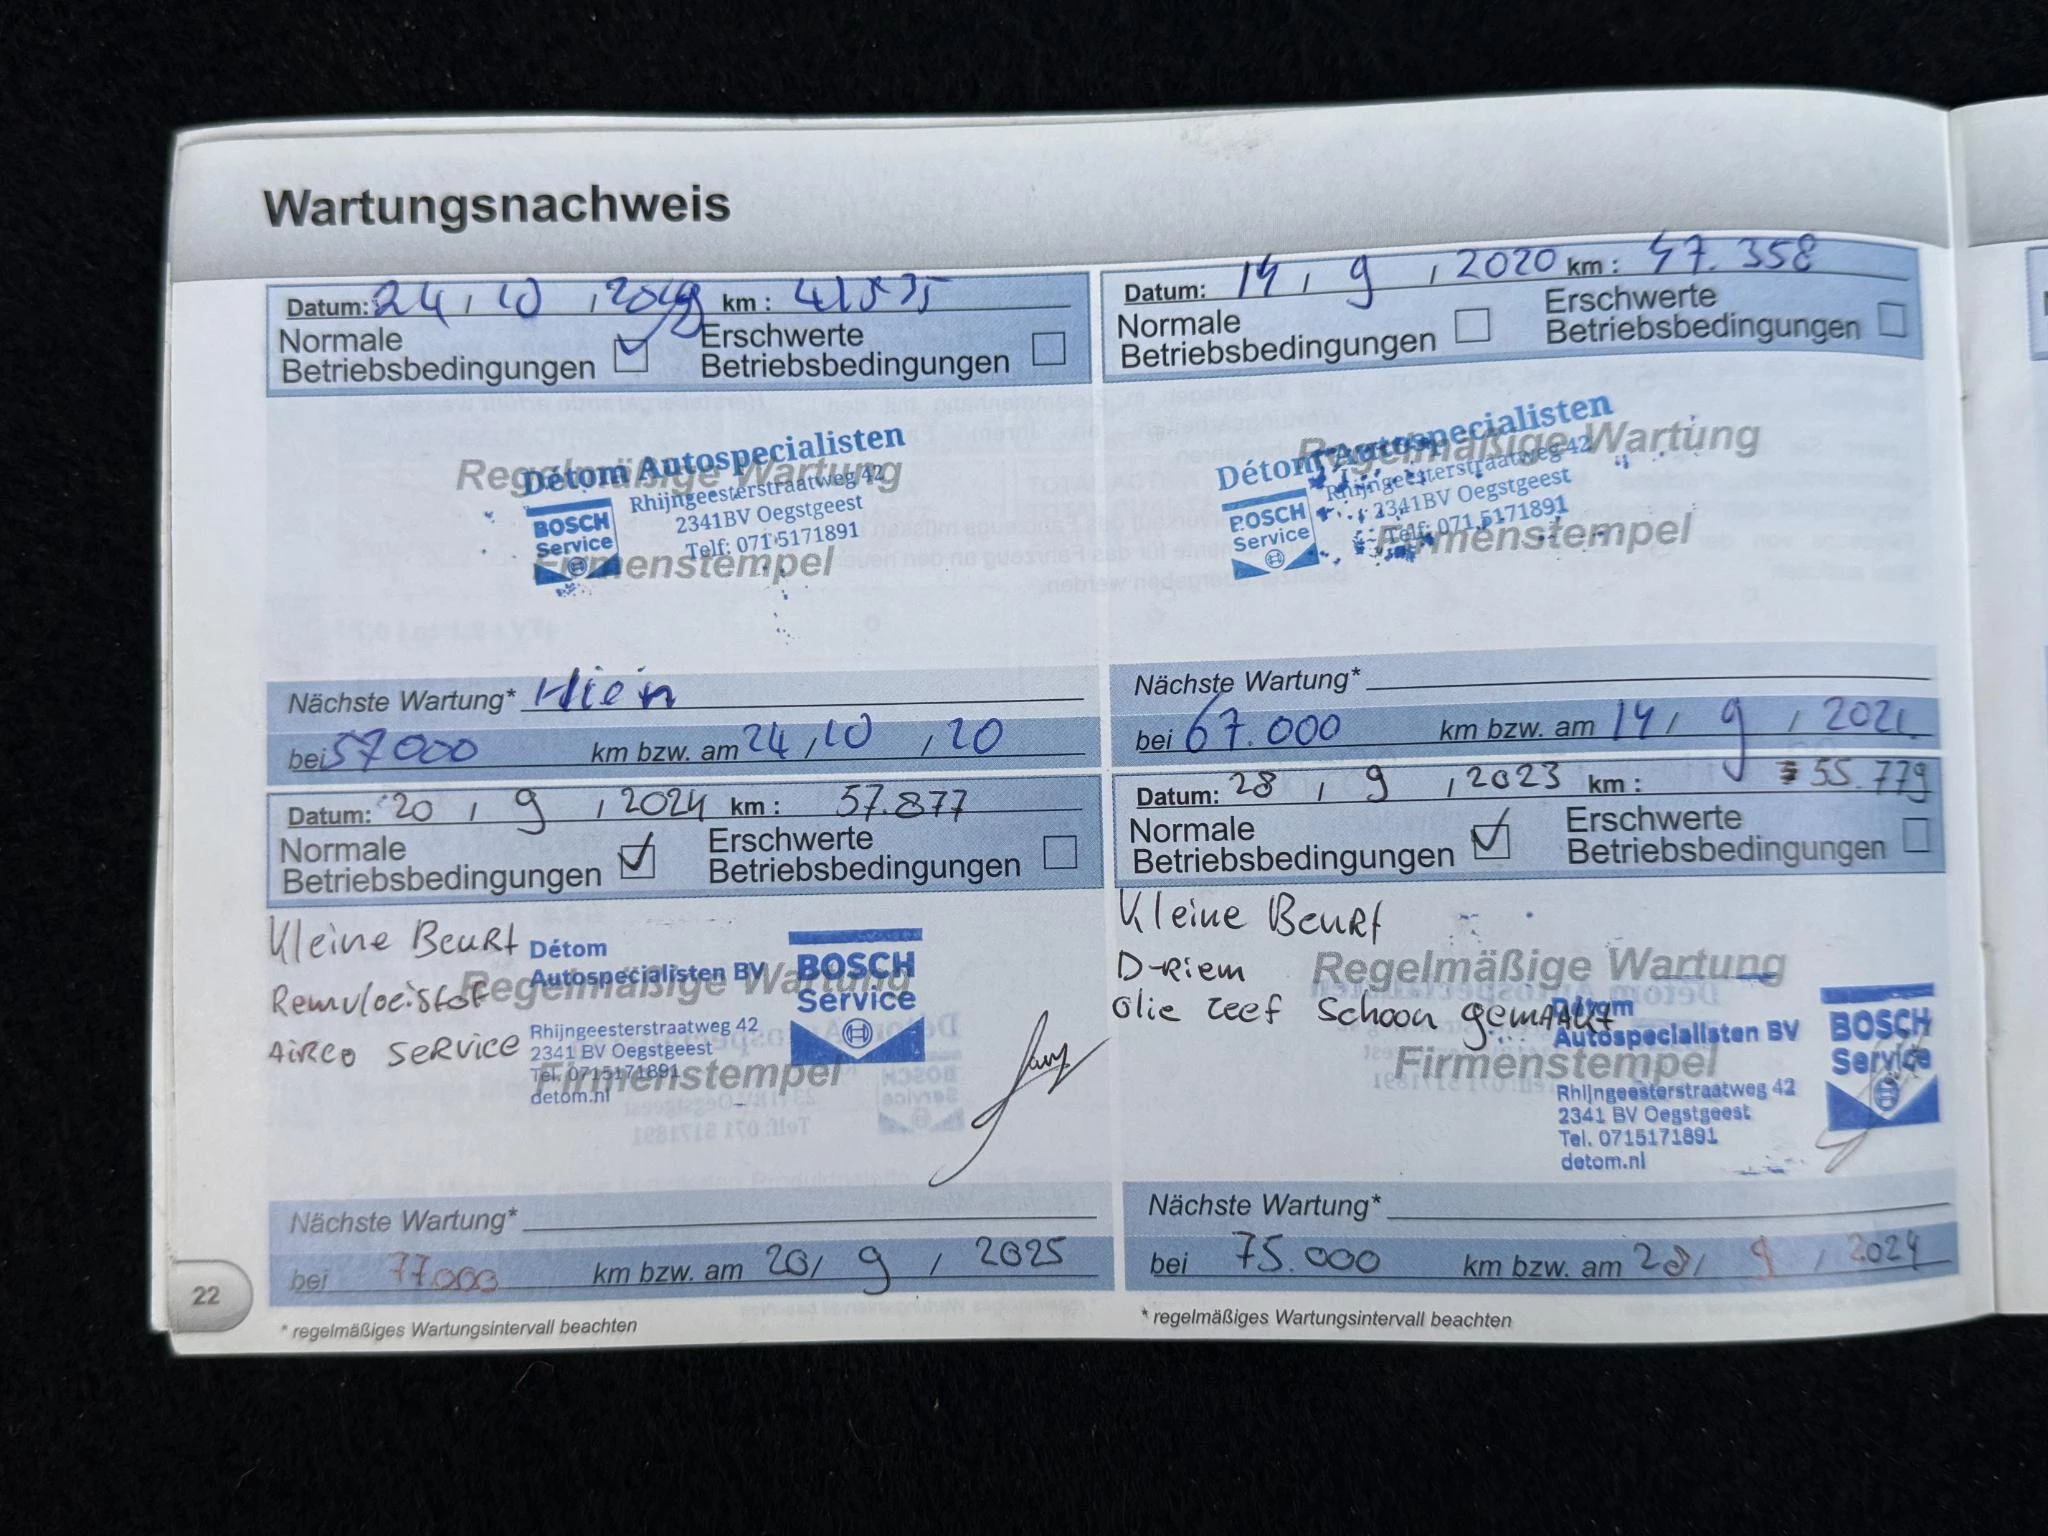 Wartungsnachweis
Datum: 24 / 10 / 2019 km : 41535
Normale Betriebsbedingungen Erschwerte Betriebsbedingungen
Regelmäßige Wartung
Détom Autospecialisten
Rhijngeesterstraatweg 42
2341BV Oegstgeest
Telf: 071 5171891
BOSCH
Service
Firmenstempel
Nächste Wartung*
bei 57000 km bzw. am 24 / 10 / 20
Datum: 14 / 9 / 2020 km : 47.358
Normale Betriebsbedingungen Erschwerte Betriebsbedingungen
Regelmäßige Wartung
Détom Autospecialisten
Rhijngeesterstraatweg 42
2341BV Oegstgeest
Telf: 071 5171891
BOSCH
Service
Firmenstempel
Nächste Wartung*
bei 67.000 km bzw. am 14 / 9 / 2021
Datum: 20 / 9 / 2024 km : 57.877
Normale Betriebsbedingungen Erschwerte Betriebsbedingungen
Kleine Beurt
Remvloeistof
Airco Service
Regelmäßige Wartung
Détom
Autospecialisten BV
Rhijngeesterstraatweg 42
2341 BV Oegstgeest
Tel. 0715171891
detom.nl
BOSCH
Service
Firmenstempel
Nächste Wartung*
bei 77.000 km bzw. am 20 / 9 / 2025
* regelmäßiges Wartungsintervall beachten
Datum: 28 / 9 / 2023 km : 55.779
Normale Betriebsbedingungen Erschwerte Betriebsbedingungen
Kleine Beurt
D-Riem
Olie zeef schoon gemaakt
Regelmäßige Wartung
Détom
Autospecialisten BV
Rhijngeesterstraatweg 42
2341 BV Oegstgeest
Tel. 0715171891
detom.nl
BOSCH
Service
Firmenstempel
Nächste Wartung*
bei 75.000 km bzw. am 28 / 9 / 2024
* regelmäßiges Wartungsintervall beachten
22